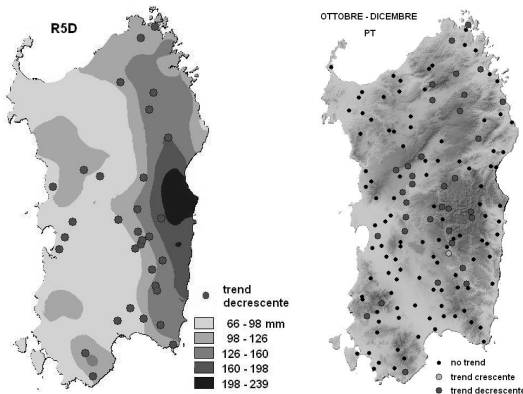 R5D
trend
decrescente
66 - 98 mm
98 - 126
126 - 160
160 - 198
198 - 239
OTTOBRE - DICEMBRE
PT
no trend
trend crescente
trend decrescente